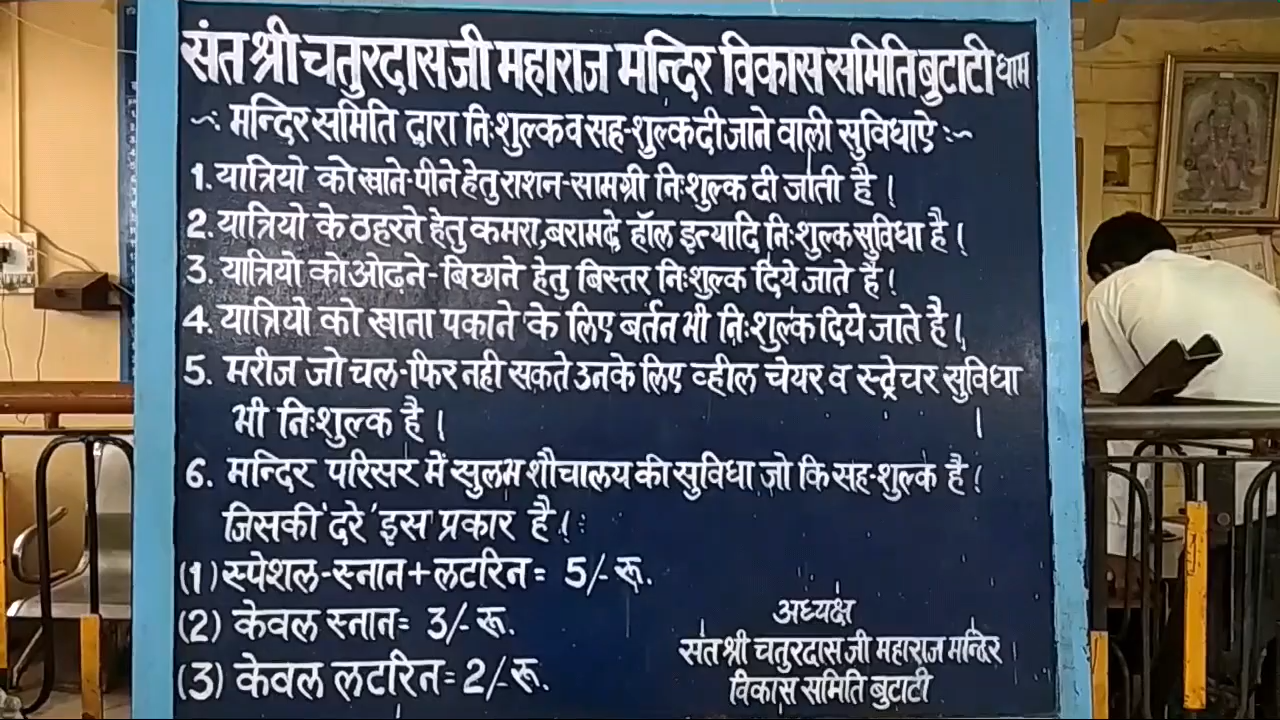 संत श्री चतुरदास जी महाराज मन्दिर विकास समिति बुटाटी धाम
~: मन्दिर समिति द्वारा निःशुल्क व सह-शुल्क दी जाने वाली सुविधाऐ :~
1. यात्रियो को खाने-पीने हेतु राशन-सामग्री निःशुल्क दी जाती है।
2. यात्रियो के ठहरने हेतु कमरा,बरामदे हॉल इत्यादि निःशुल्क सुविधा है।
3. यात्रियो को ओढ़ने-बिछाने हेतु बिस्तर निःशुल्क दिये जाते है।
4. यात्रियो को खाना पकाने के लिए बर्तन भी निःशुल्क दिये जाते है।
5. मरीज जो चल-फिर नही सकते उनके लिए व्हील चेयर व स्ट्रेचर सुविधा
भी निःशुल्क है।
6. मन्दिर परिसर में सुलभ शौचालय की सुविधा जो कि सह-शुल्क है।
जिसकी दरे इस प्रकार है।:
(1) स्पेशल-स्नान+लटरिन= 5/-रू.
(2) केवल स्नान= 3/-रू.
(3) केवल लटरिन=2/-रू.
अध्यक्ष
संत श्री चतुरदास जी महाराज मन्दिर
विकास समिति बुटाटी